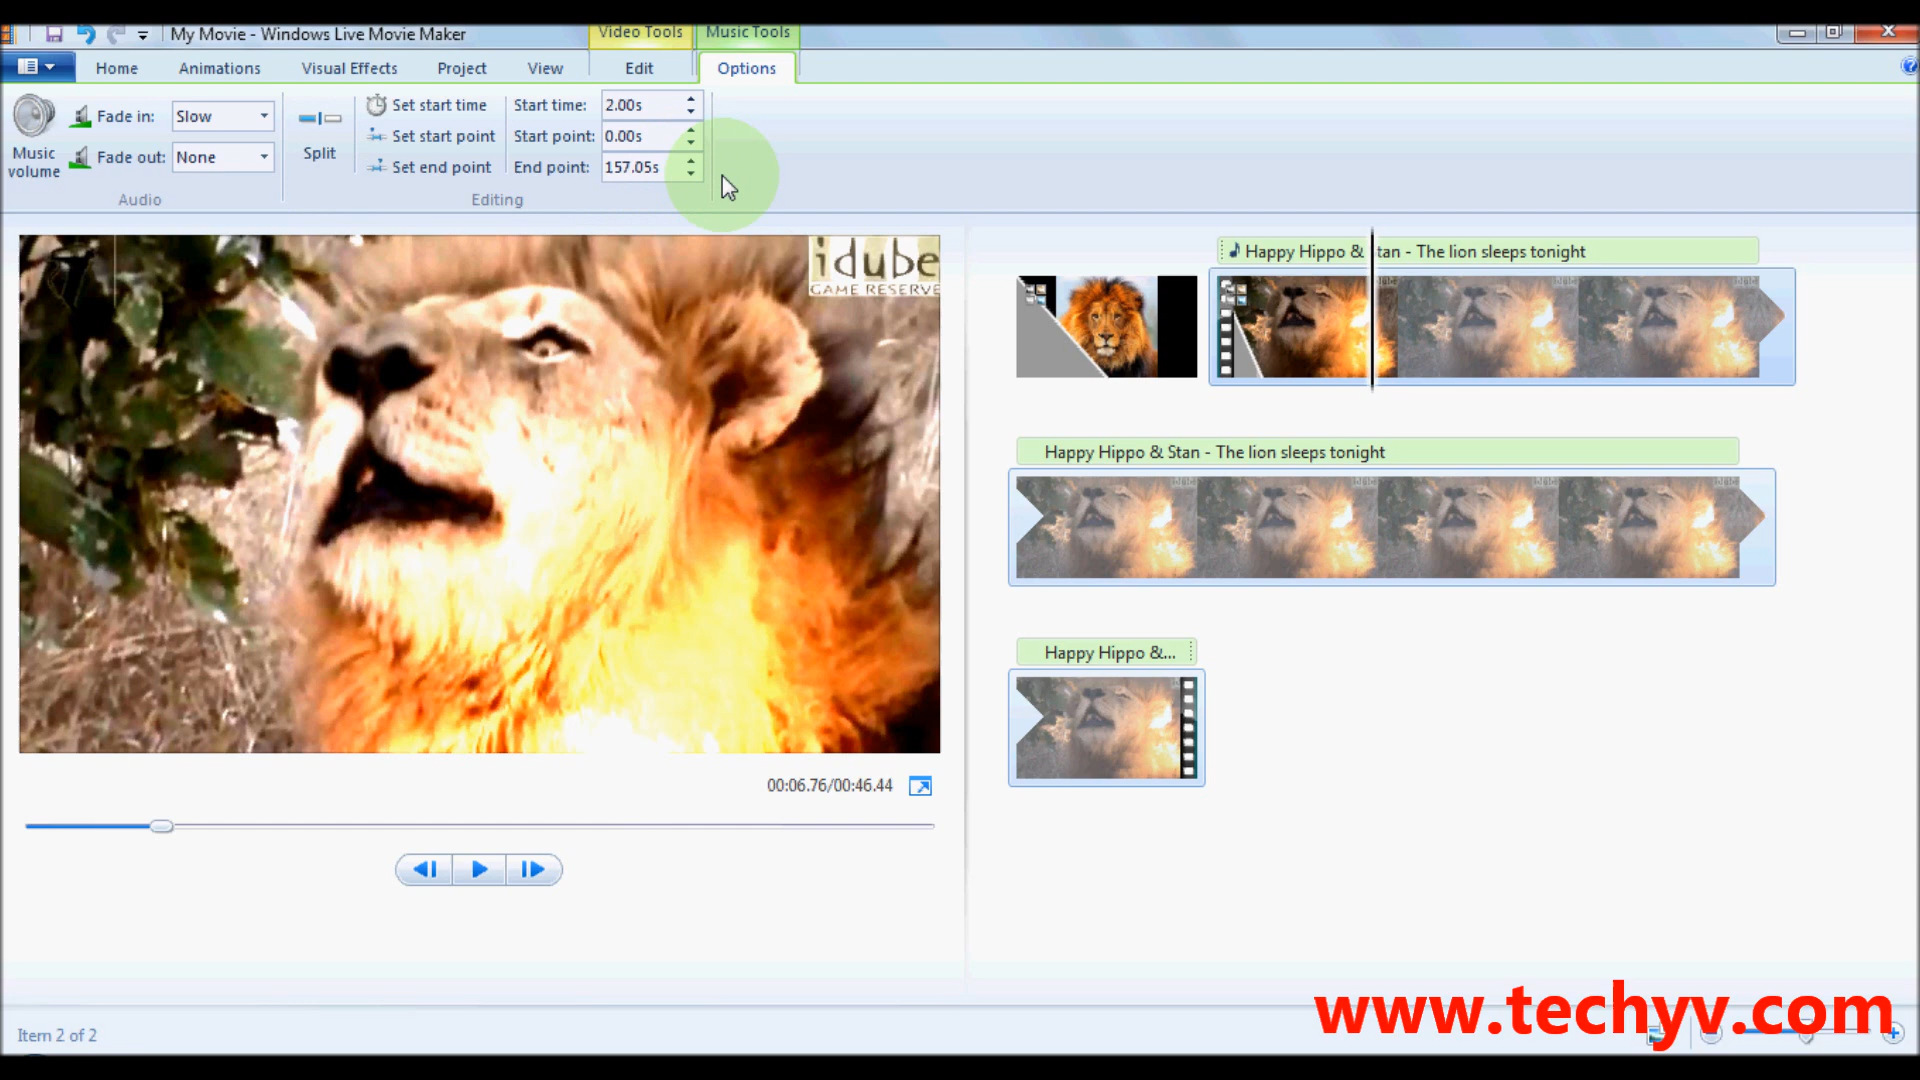 My Movie - Windows Live Movie Maker
Video Tools
Music Tools
Home
Animations
Visual Effects
Project
View
Edit
Options
Music volume
Fade in:
Slow
Fade out:
None
Audio
Split
Set start time
Set start point
Set end point
Start time:
2.00s
Start point:
0.00s
End point:
157.05s
Editing
idube
GAME RESERVE
00:06.76/00:46.44
Happy Hippo & tan - The lion sleeps tonight
Happy Hippo & Stan - The lion sleeps tonight
Happy Hippo &...
Item 2 of 2
www.techyv.com